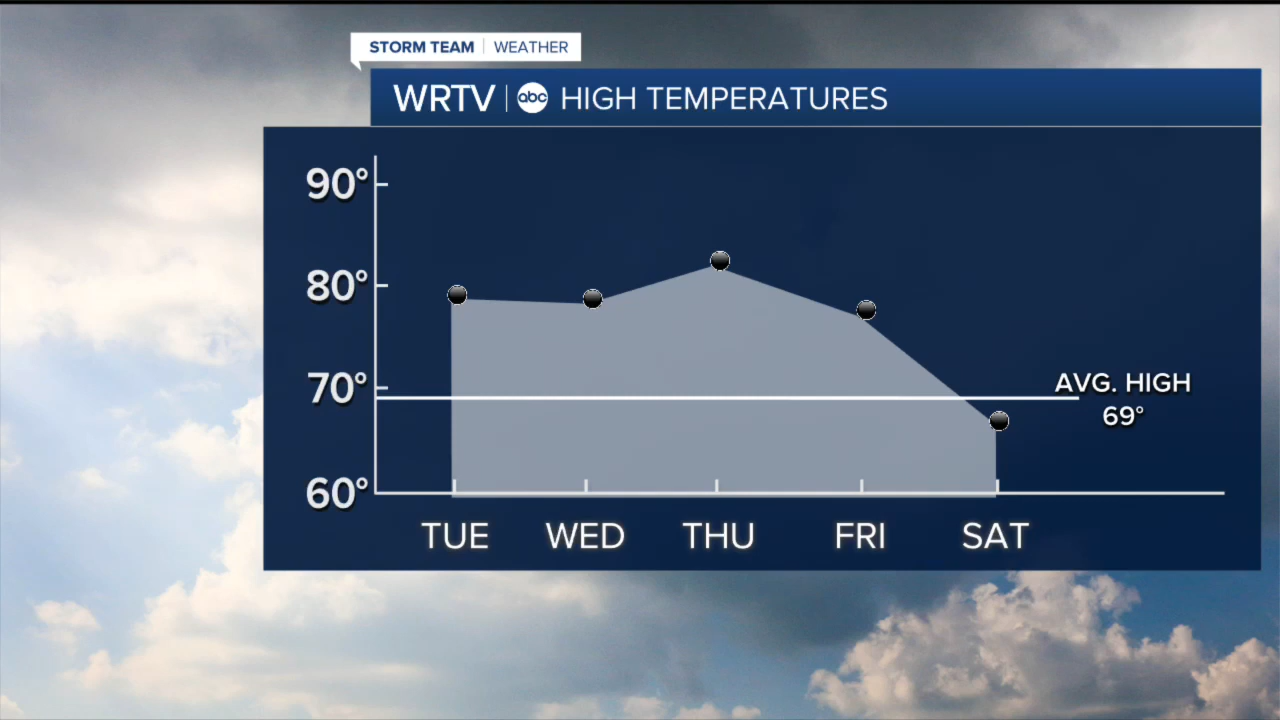 STORM TEAM | WEATHER
WRTV | abc HIGH TEMPERATURES
90°
80°
70°
60°
AVG. HIGH
69°
TUE WED THU FRI SAT